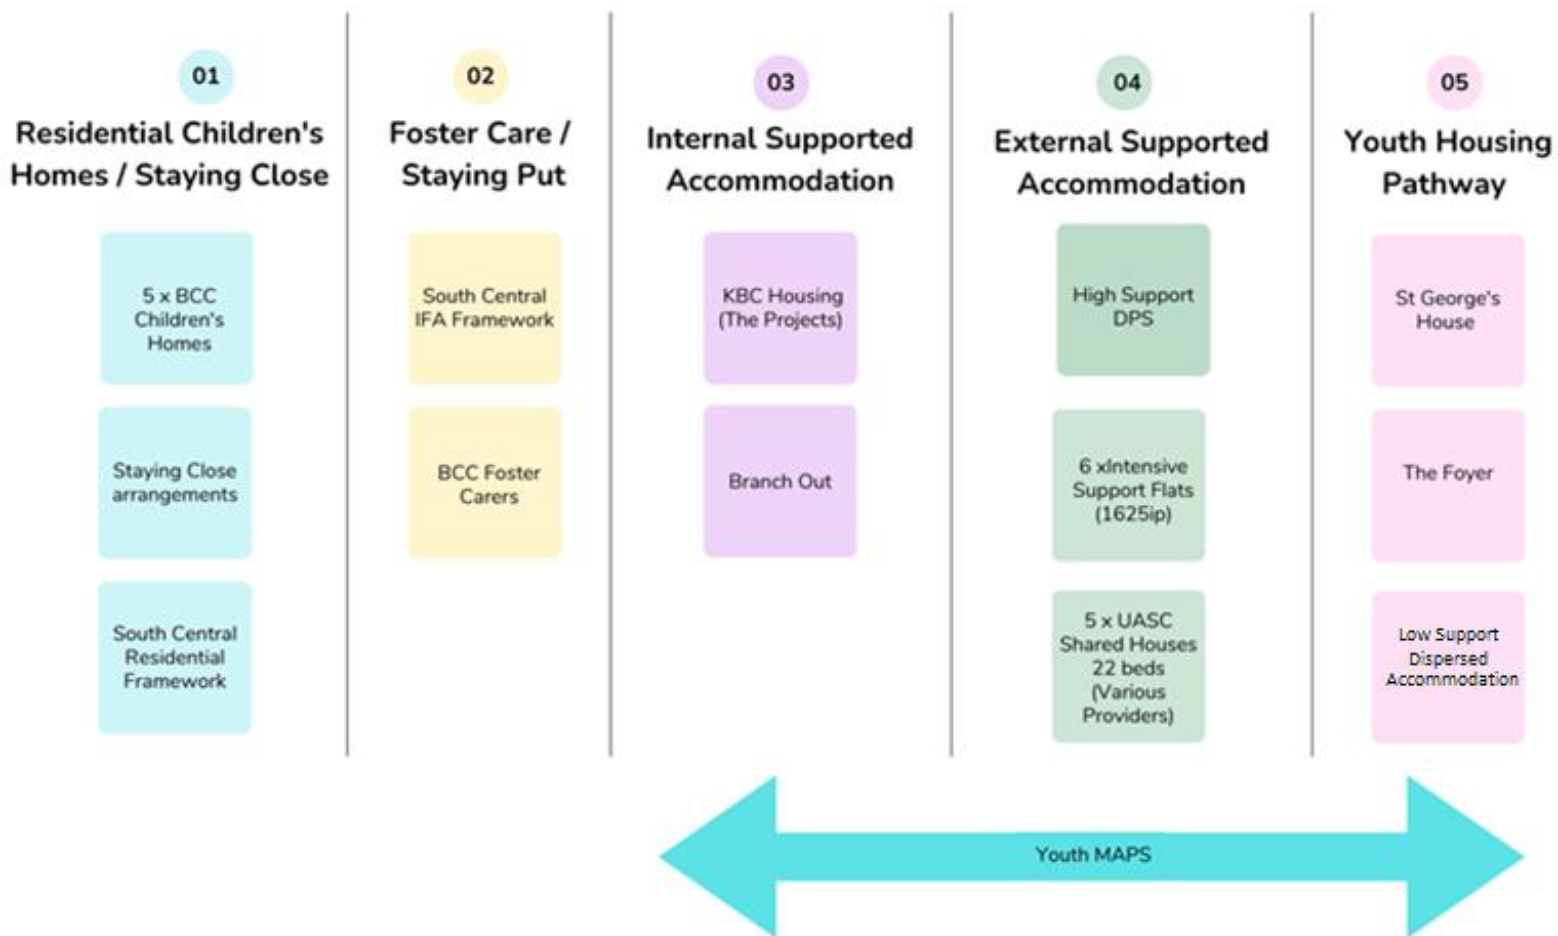 01
Residential Children's
Homes / Staying Close
5 x BCC
Children's
Homes
Staying Close
arrangements
South Central
Residential
Framework
02
Foster Care /
Staying Put
South Central
IFA Framework
BCC Foster
Carers
03
Internal Supported
Accommodation
KBC Housing
(The Projects)
Branch Out
04
External Supported
Accommodation
High Support
DPS
6 xIntensive
Support Flats
(1625ip)
5 x UASC
Shared Houses
22 beds
(Various
Providers)
05
Youth Housing
Pathway
St George's
House
The Foyer
Low Support
Dispersed
Accommodation
Youth MAPS